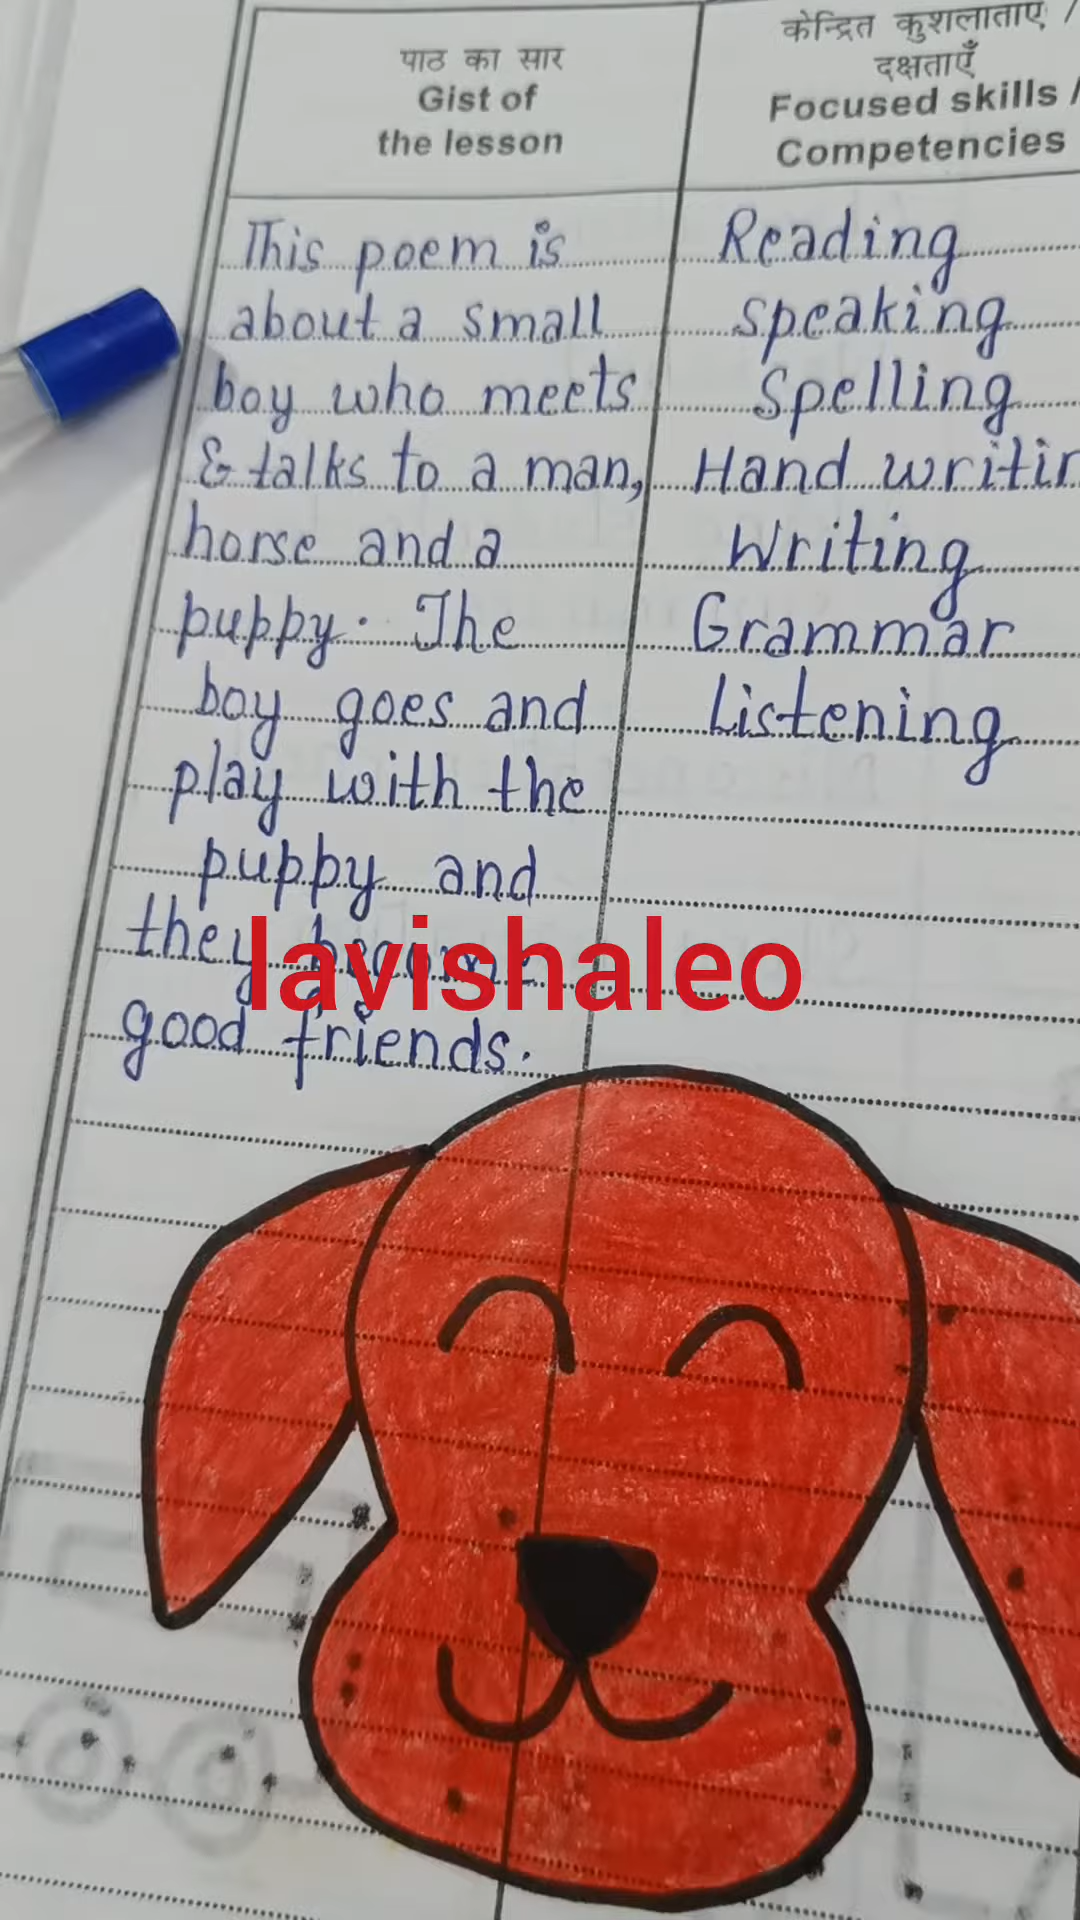 पाठ का सार
Gist of
the lesson
This poem is
about a small
boy who meets
& talks to a man,
horse and a
puppy. The
boy goes and
play with the
puppy and
they become
good friends.
केन्द्रित कुशलाताएं /
दक्षताएँ
Focused skills /
Competencies
Reading
speaking
Spelling
Hand writin
Writing
Grammar
Listening
lavishaleo